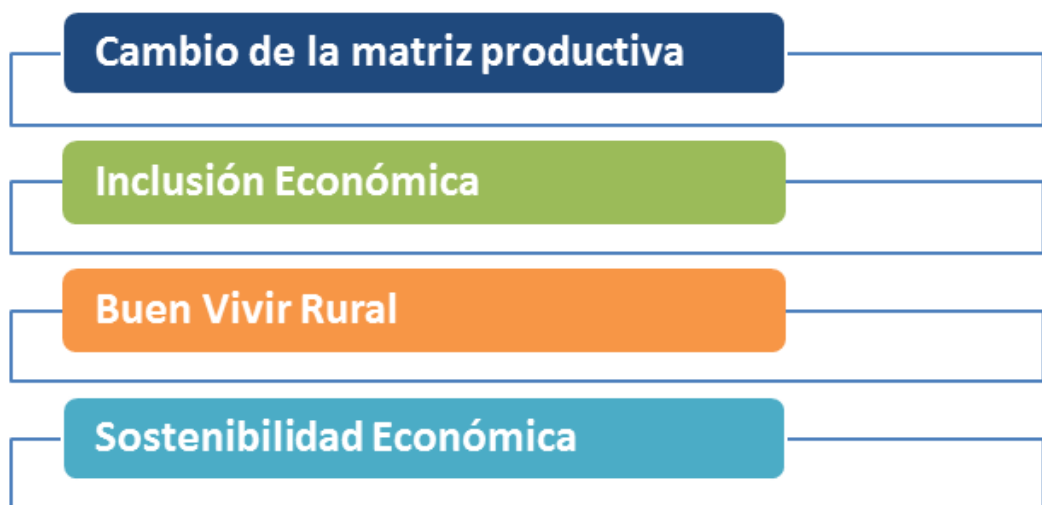 Cambio de la matriz productiva
Inclusión Económica
Buen Vivir Rural
Sostenibilidad Económica